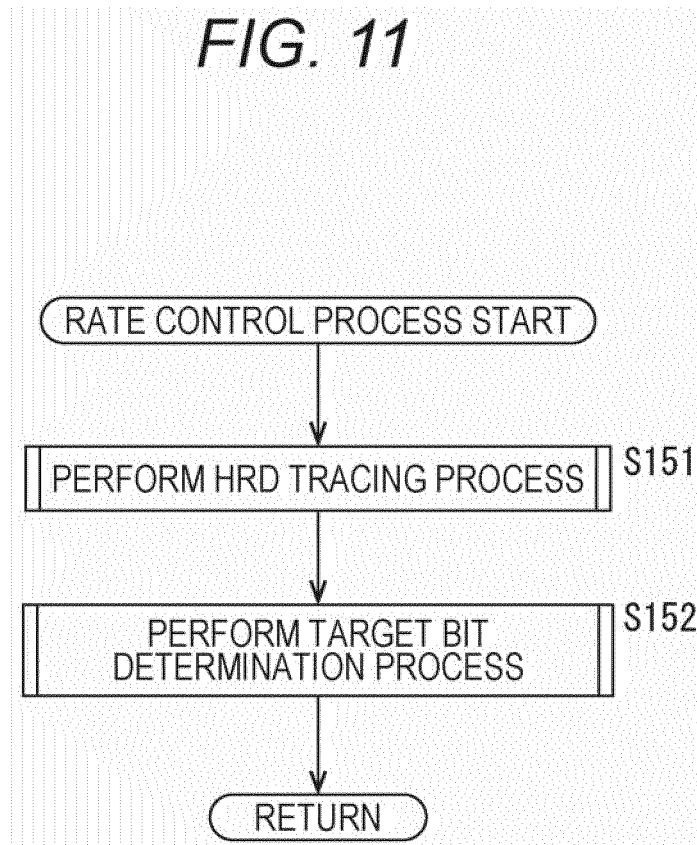 FIG. 11
RATE CONTROL PROCESS START
PERFORM HRD TRACING PROCESS
S151
PERFORM TARGET BIT
DETERMINATION PROCESS
S152
RETURN